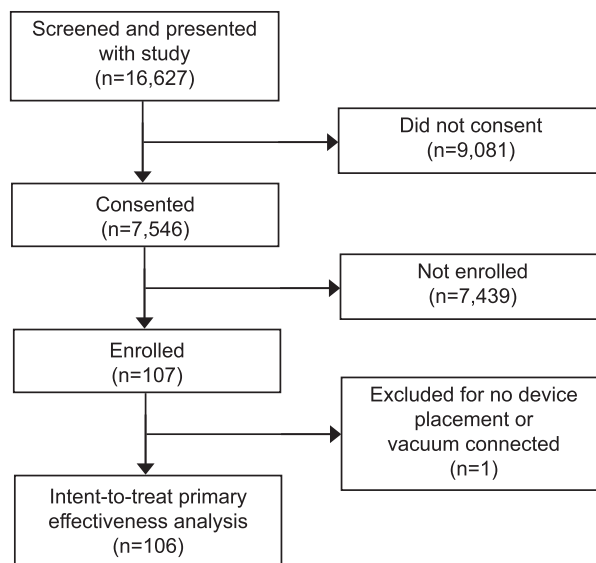 Screened and presented
with study
(n=16,627)
Did not consent
(n=9,081)
Consented
(n=7,546)
Not enrolled
(n=7,439)
Enrolled
(n=107)
Excluded for no device
placement or
vacuum connected
(n=1)
Intent-to-treat primary
effectiveness analysis
(n=106)